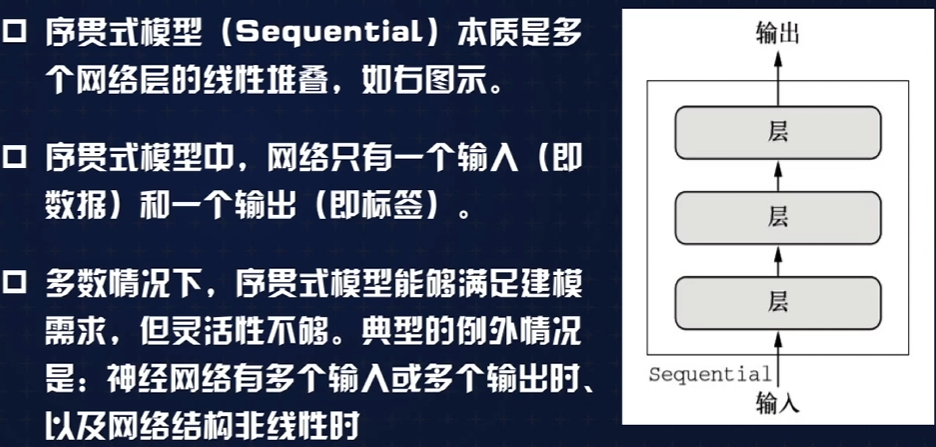 序贯式模型（Sequential）本质是多
个网络层的线性堆叠，如右图示。
序贯式模型中，网络只有一个输入（即
数据）和一个输出（即标签）。
多数情况下，序贯式模型能够满足建模
需求，但灵活性不够。典型的例外情况
是：神经网络有多个输入或多个输出时、
以及网络结构非线性时
输出
层
层
层
Sequential
输入